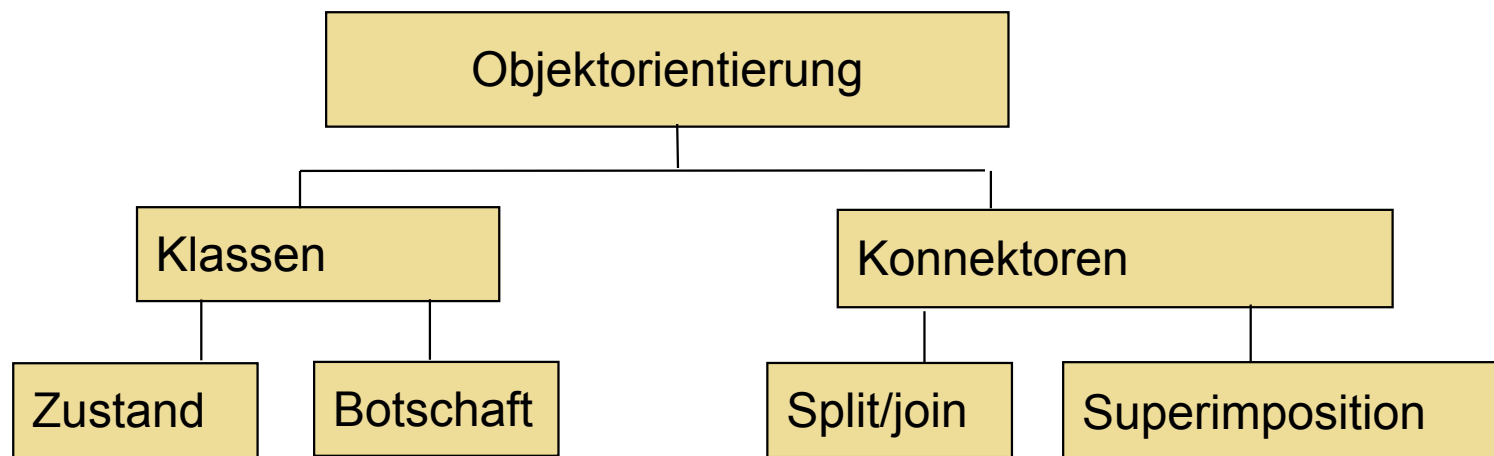 Objektorientierung
Klassen
Konnektoren
Zustand
Botschaft
Split/join
Superimposition